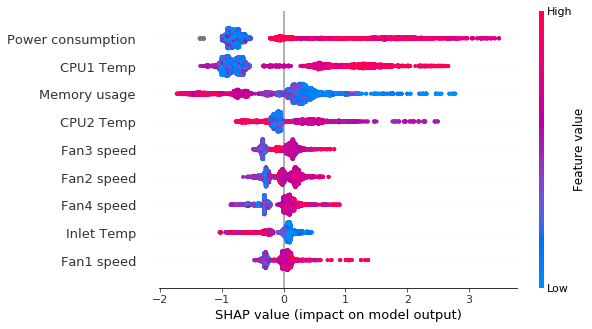 High
Power consumption
CPU1 Temp
Memory usage
CPU2 Temp
Fan3 speed
Fan2 speed
Fan4 speed
Inlet Temp
Fan1 speed
Feature value
Low
−2 −1 0 1 2 3
SHAP value (impact on model output)